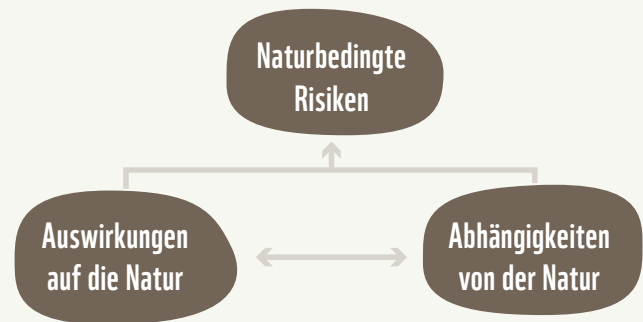 Naturbedingte
Risiken
Auswirkungen
auf die Natur
Abhängigkeiten
von der Natur